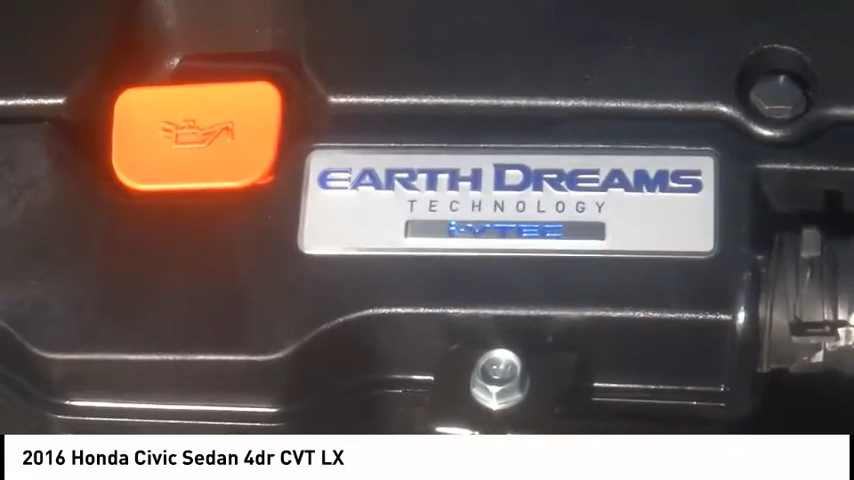 EARTH DREAMS
TECHNOLOGY
i-VTEC
2016 Honda Civic Sedan 4dr CVT LX